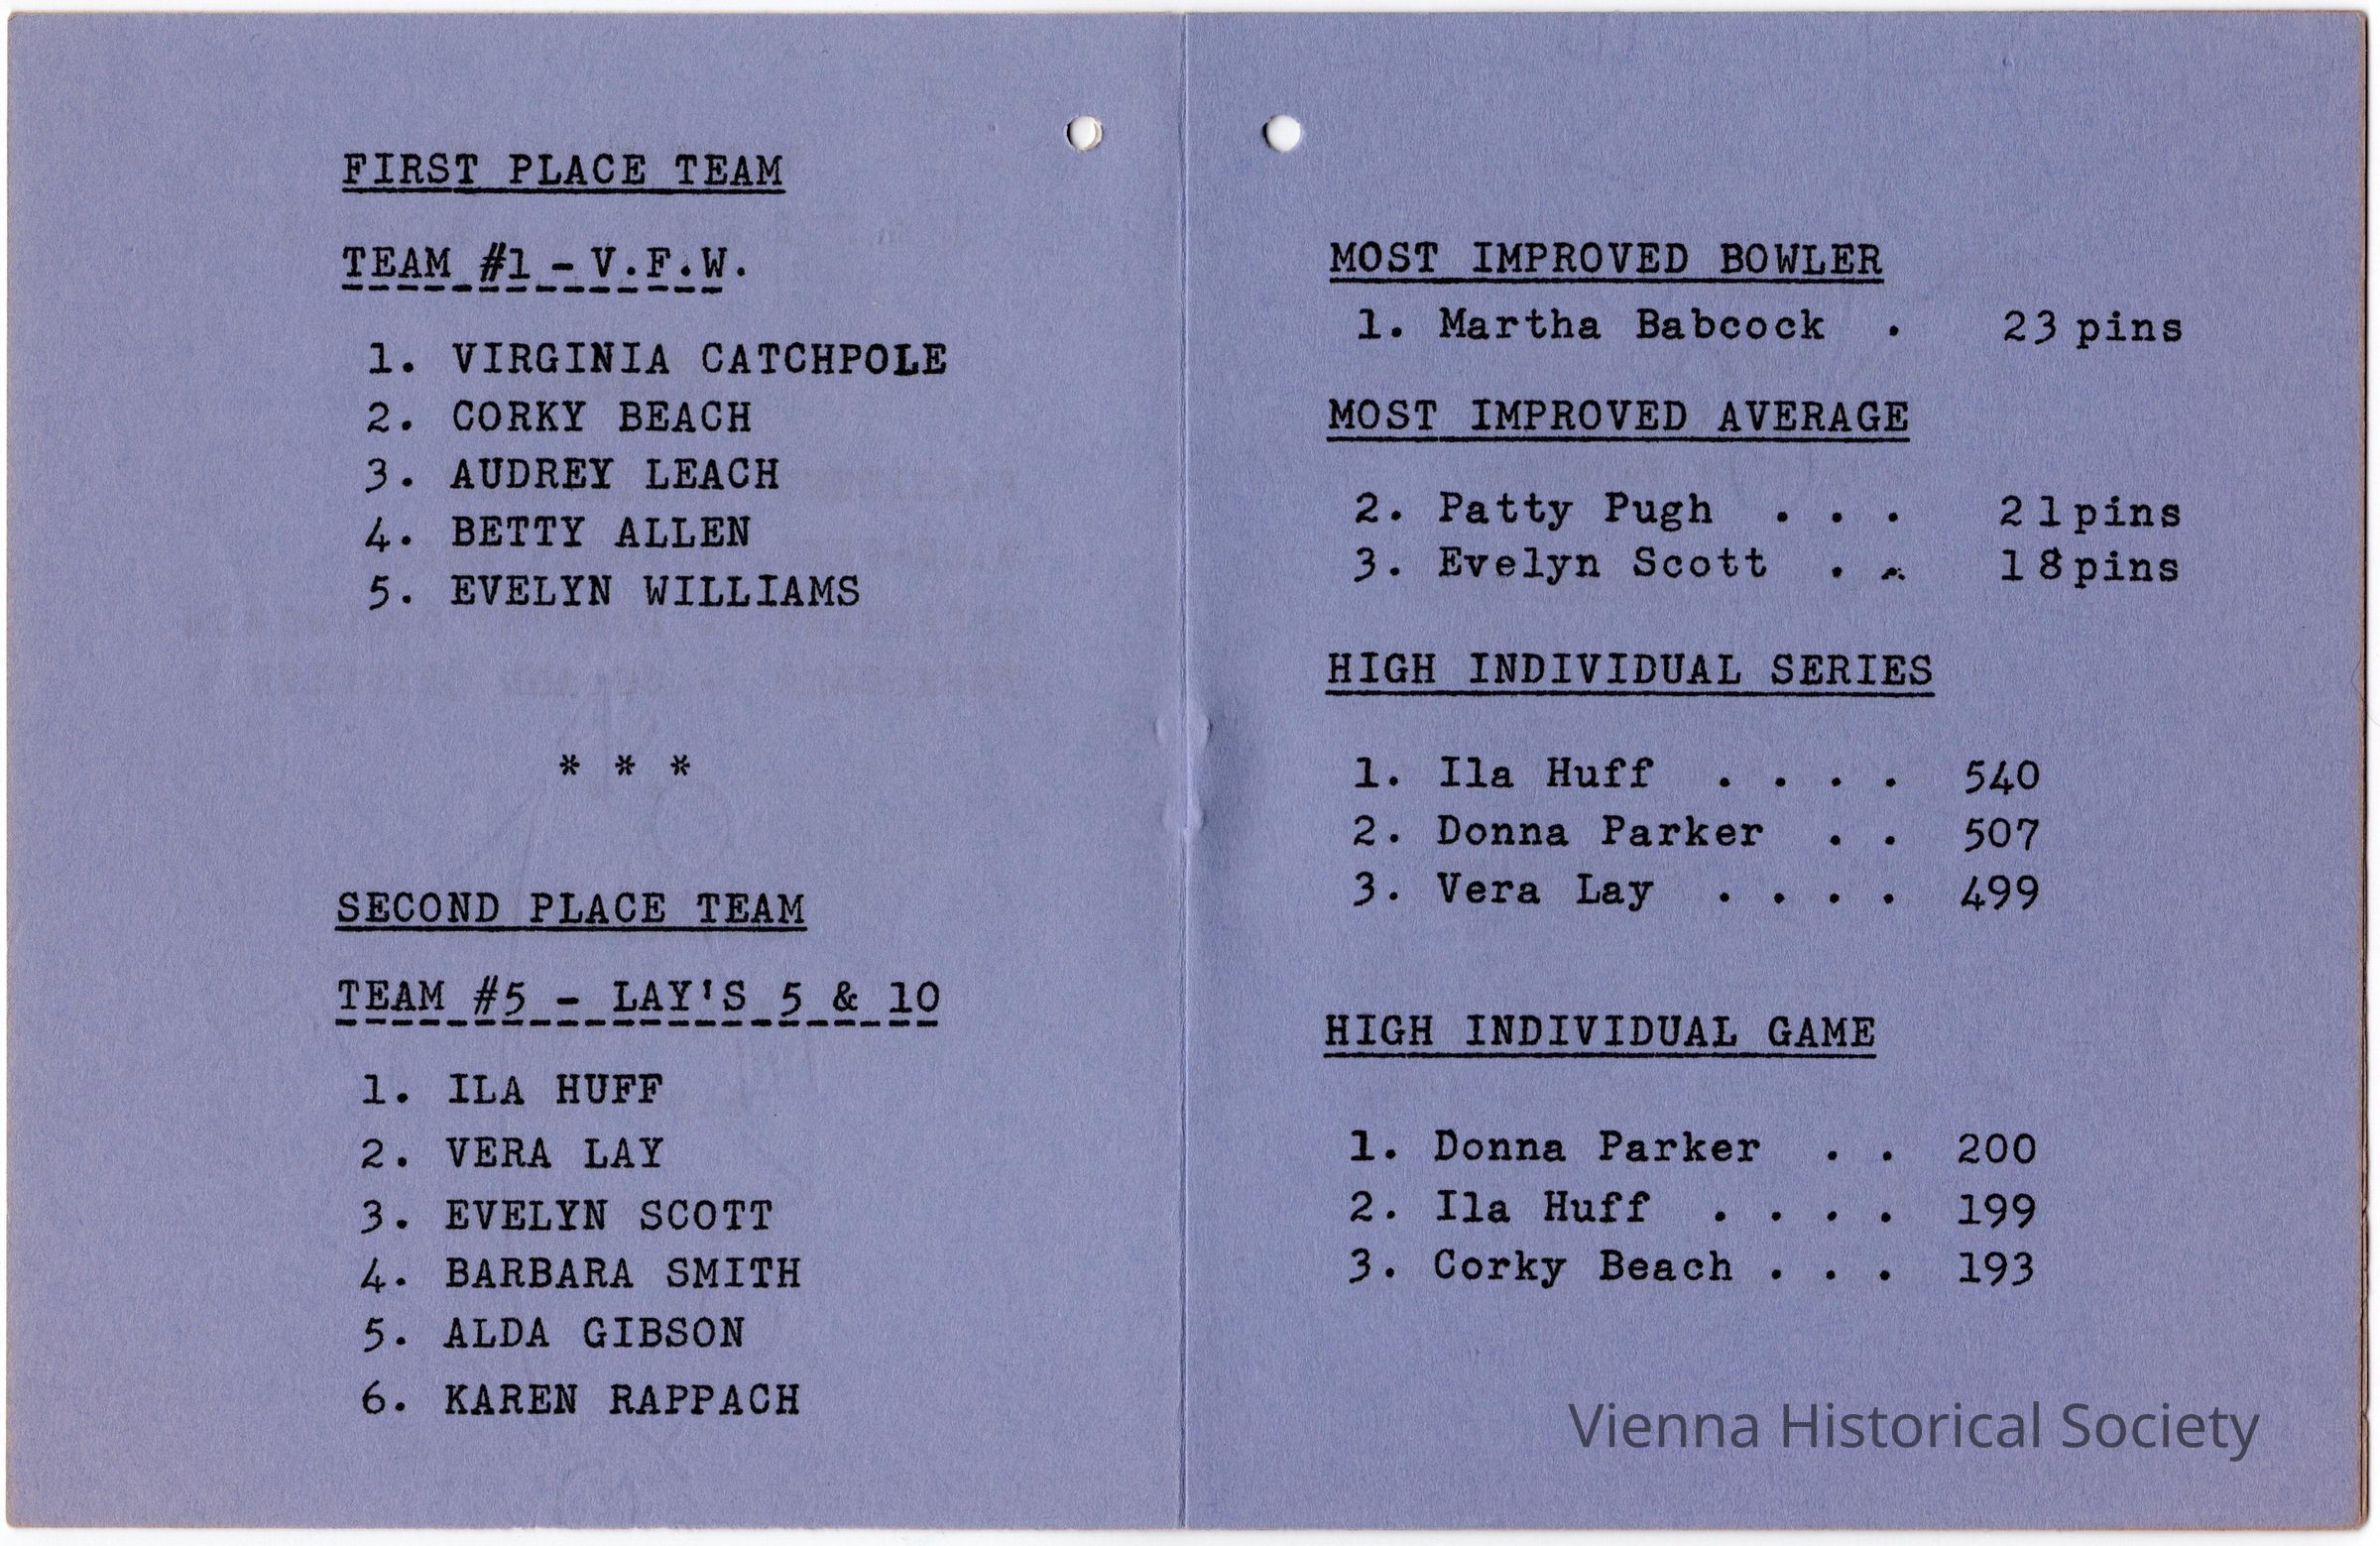 FIRST PLACE TEAM
TEAM #1 - V.F.W.
1. VIRGINIA CATCHPOLE
2. CORKY BEACH
3. AUDREY LEACH
4. BETTY ALLEN
5. EVELYN WILLIAMS
* * *
SECOND PLACE TEAM
TEAM #5 - LAY'S 5 & 10
1. ILA HUFF
2. VERA LAY
3. EVELYN SCOTT
4. BARBARA SMITH
5. ALDA GIBSON
6. KAREN RAPPACH
MOST IMPROVED BOWLER
1. Martha Babcock . 23 pins
MOST IMPROVED AVERAGE
2. Patty Pugh . . . 21 pins
3. Evelyn Scott . . 18 pins
HIGH INDIVIDUAL SERIES
1. Ila Huff . . . . 540
2. Donna Parker . . 507
3. Vera Lay . . . . 499
HIGH INDIVIDUAL GAME
1. Donna Parker . . 200
2. Ila Huff . . . . 199
3. Corky Beach . . . 193
Vienna Historical Society